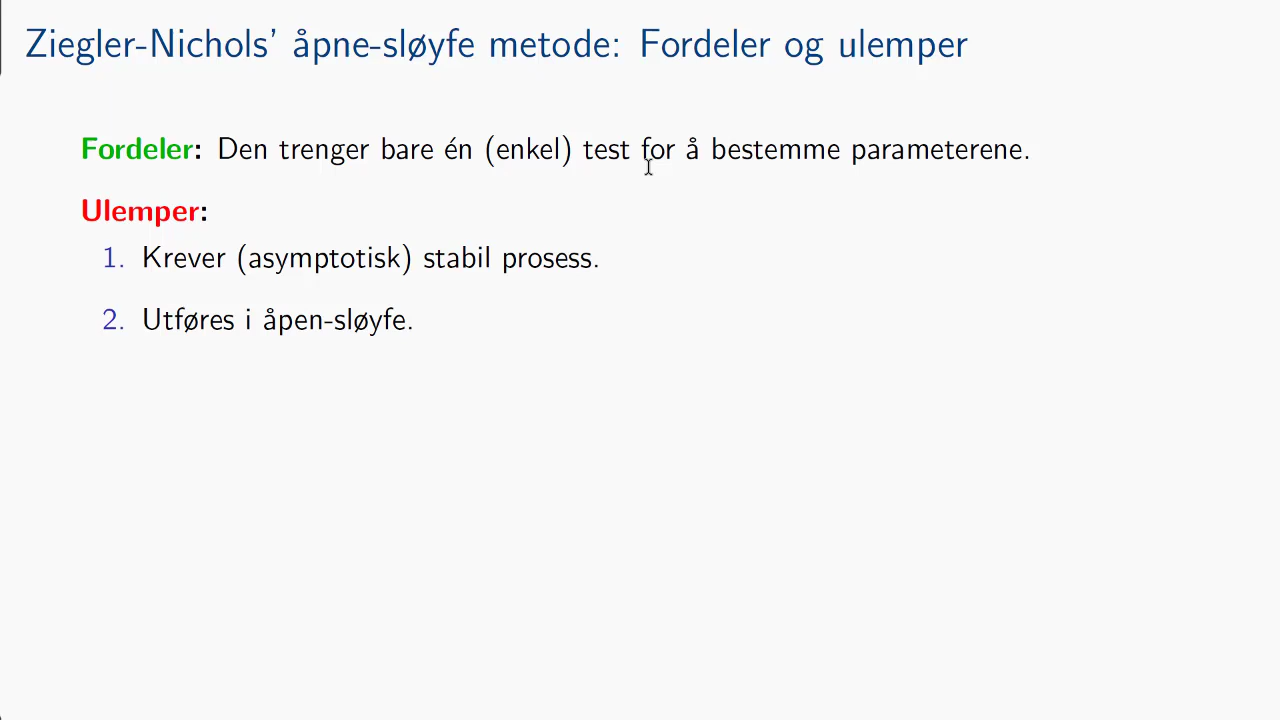 Ziegler-Nichols’ åpne-sløyfe metode: Fordeler og ulemper
Fordeler: Den trenger bare én (enkel) test for å bestemme parameterene.
Ulemper:
1. Krever (asymptotisk) stabil prosess.
2. Utføres i åpen-sløyfe.